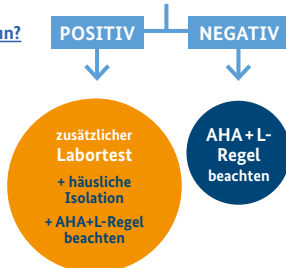 un?
POSITIV
NEGATIV
zusätzlicher
Labortest
+ häusliche
Isolation
+ AHA+L-Regel
beachten
AHA + L-
Regel
beachten